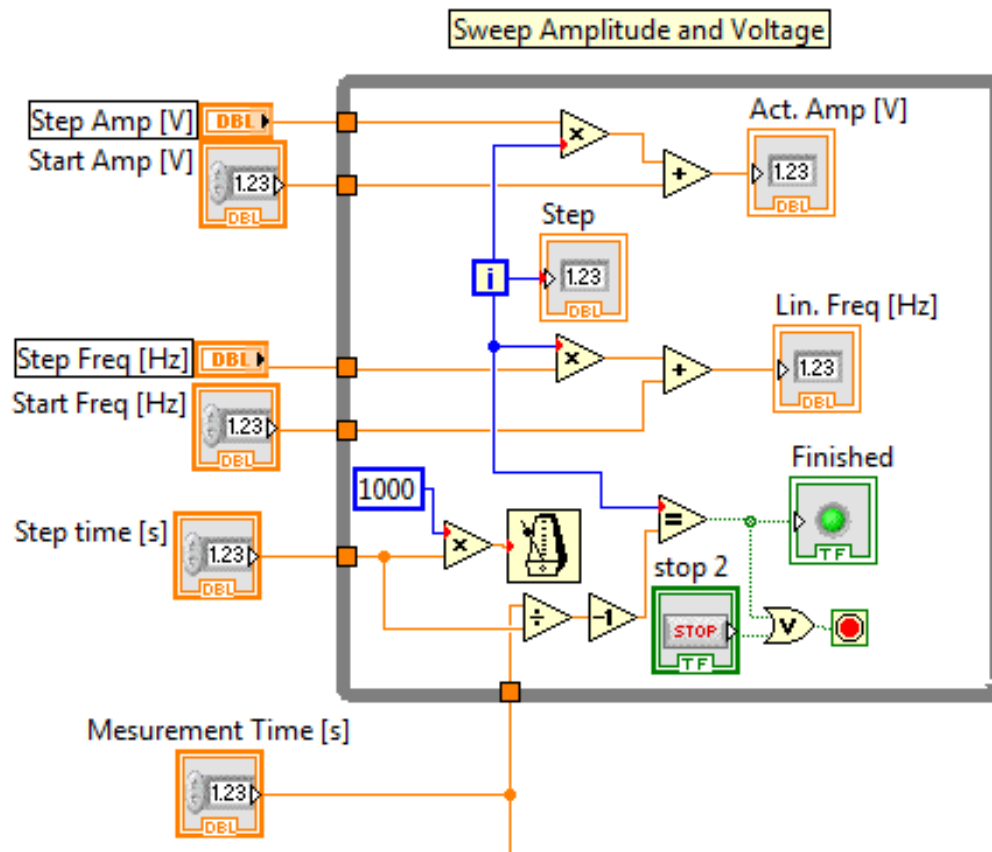 Sweep Amplitude and Voltage
Step Amp [V]
DBL
Start Amp [V]
1.23
DBL
×
+
Act. Amp [V]
1.23
DBL
Step
i
1.23
DBL
Step Freq [Hz]
DBL
Start Freq [Hz]
1.23
DBL
×
+
Lin. Freq [Hz]
1.23
DBL
1000
Step time [s]
1.23
DBL
×
÷
-1
=
Finished
TF
stop 2
STOP
TF
V
Mesurement Time [s]
1.23
DBL